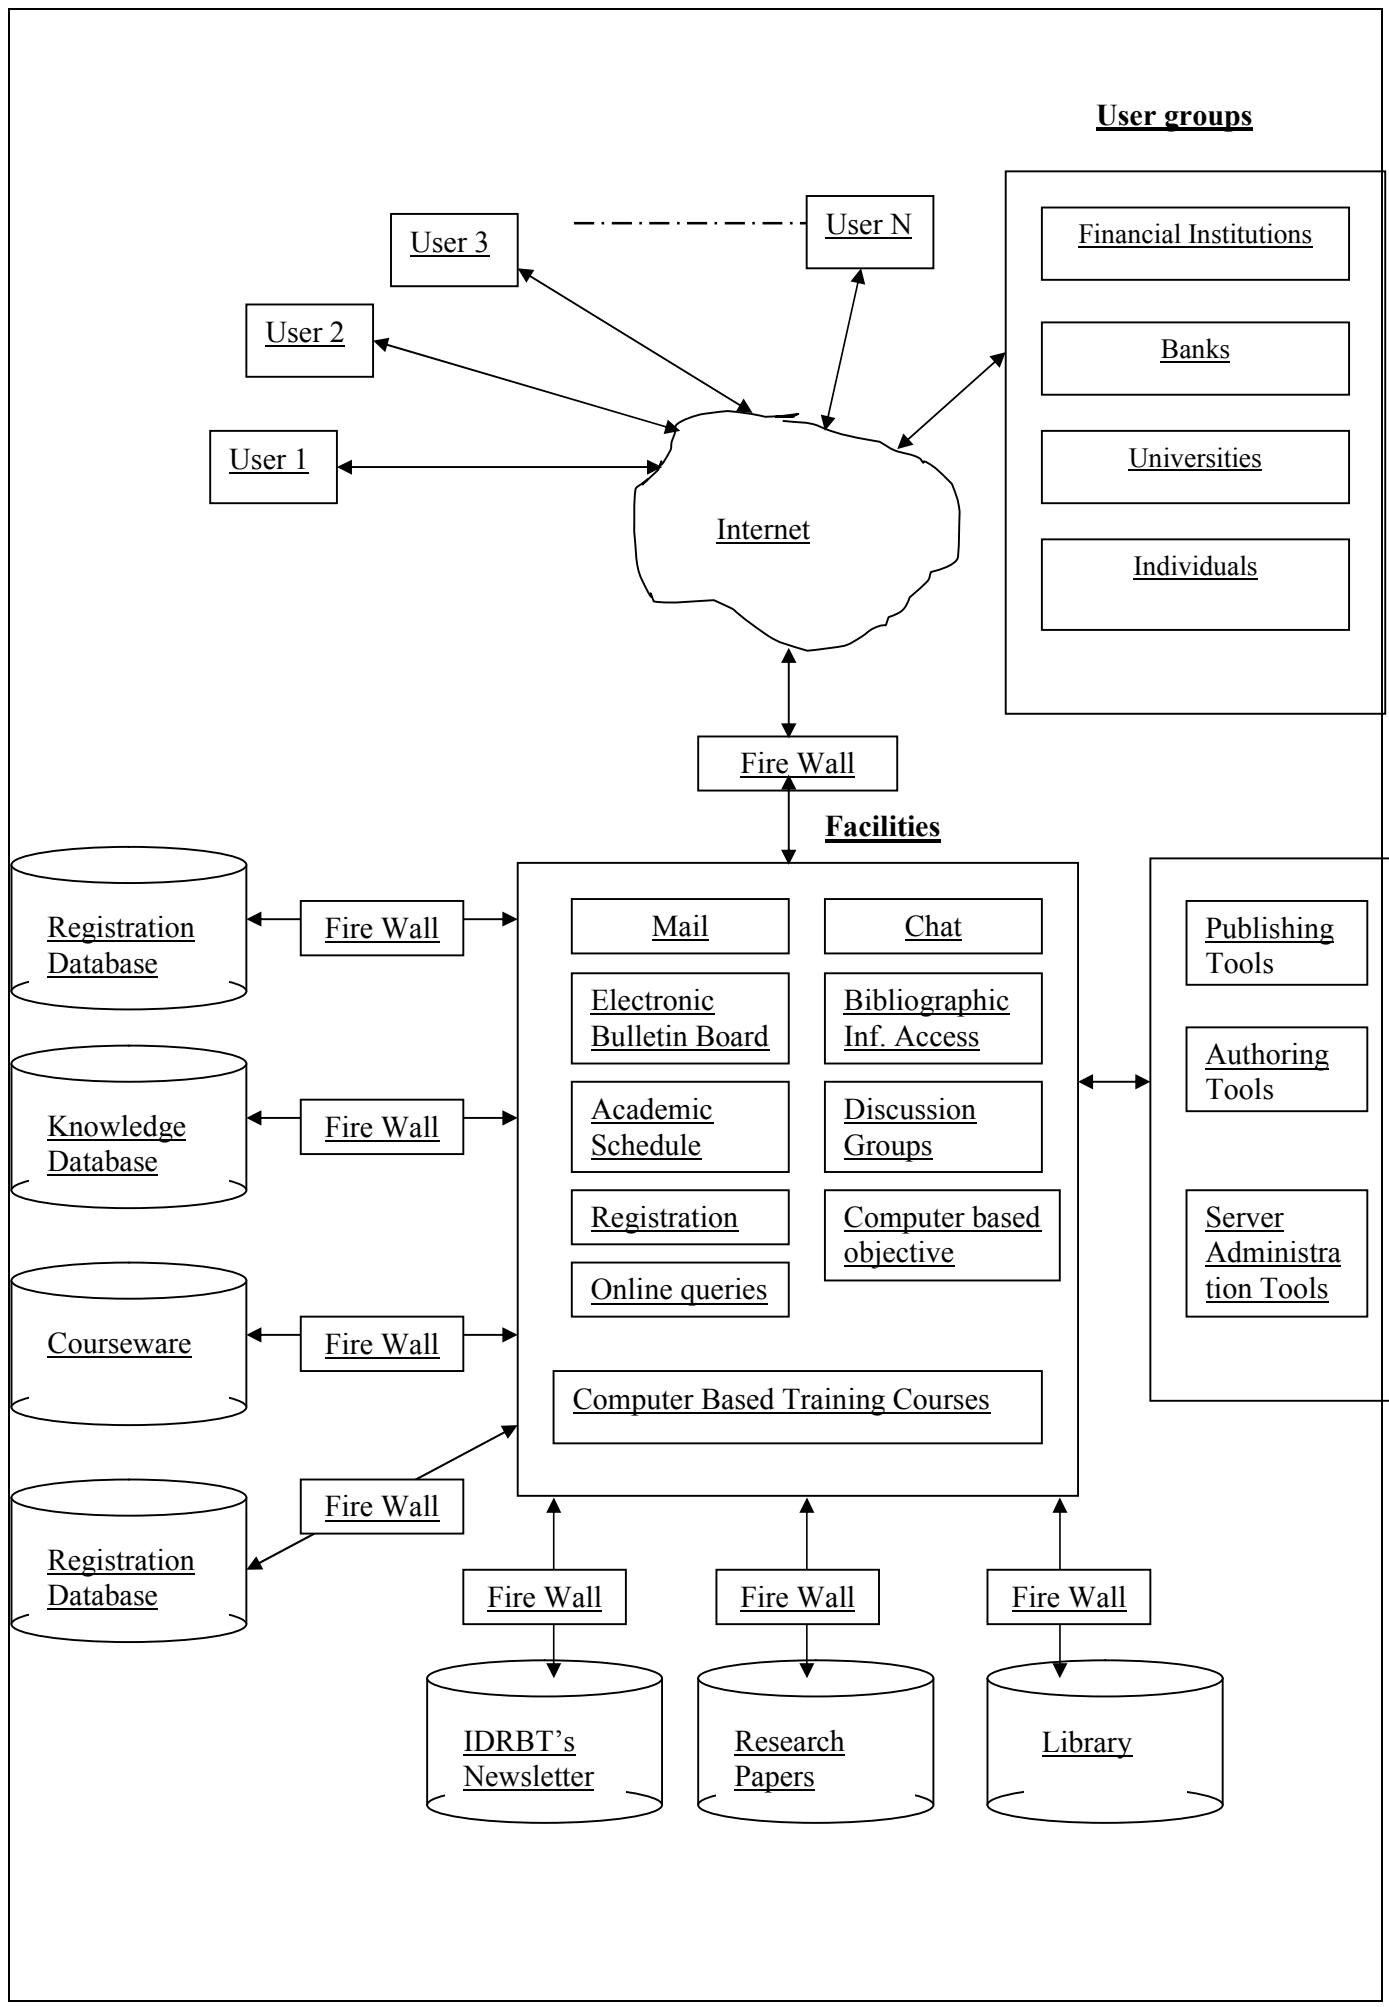 User groups
User N
User 3
Financial Institutions
User 2
Banks
User 1
Universities
Internet
Individuals
Fire Wall
Facilities
Registration
Database
Fire Wall
Mail
Chat
Publishing
Tools
Electronic
Bulletin Board
Bibliographic
Inf. Access
Authoring
Tools
Knowledge
Database
Fire Wall
Academic
Schedule
Discussion
Groups
Registration
Computer based
objective
Server
Administra
tion Tools
Online queries
Courseware
Fire Wall
Computer Based Training Courses
Fire Wall
Registration
Database
Fire Wall
Fire Wall
Fire Wall
IDRBT’s
Newsletter
Research
Papers
Library